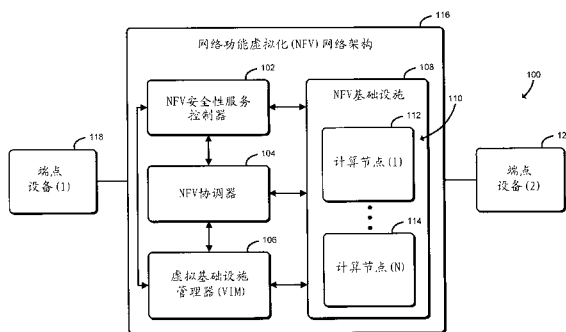 116
网络功能虚拟化(NFV)网络架构
102
NFV安全性服务
控制器
108
NFV基础设施
100
112
110
计算节点(1)
118
端点
设备(1)
104
NFV协调器
12
端点
设备(2)
106
虚拟基础设施
管理器(VIM)
114
计算节点(N)